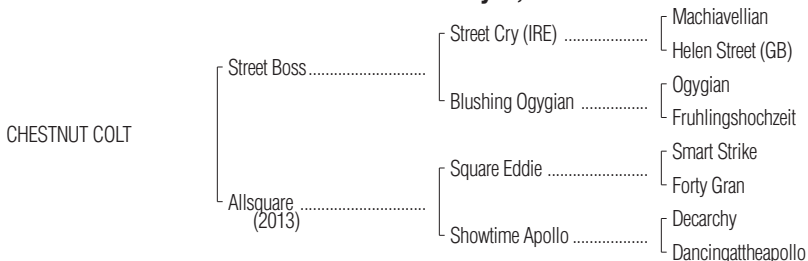 Machiavellian
Street Cry (IRE) ..................
Helen Street (GB)
Street Boss.........................
Ogygian
Blushing Ogygian ..............
Fruhlingshochzeit
CHESTNUT COLT
Smart Strike
Square Eddie .....................
Forty Gran
Allsquare ...........................
(2013)
Decarchy
Showtime Apollo ................
Dancingattheapollo